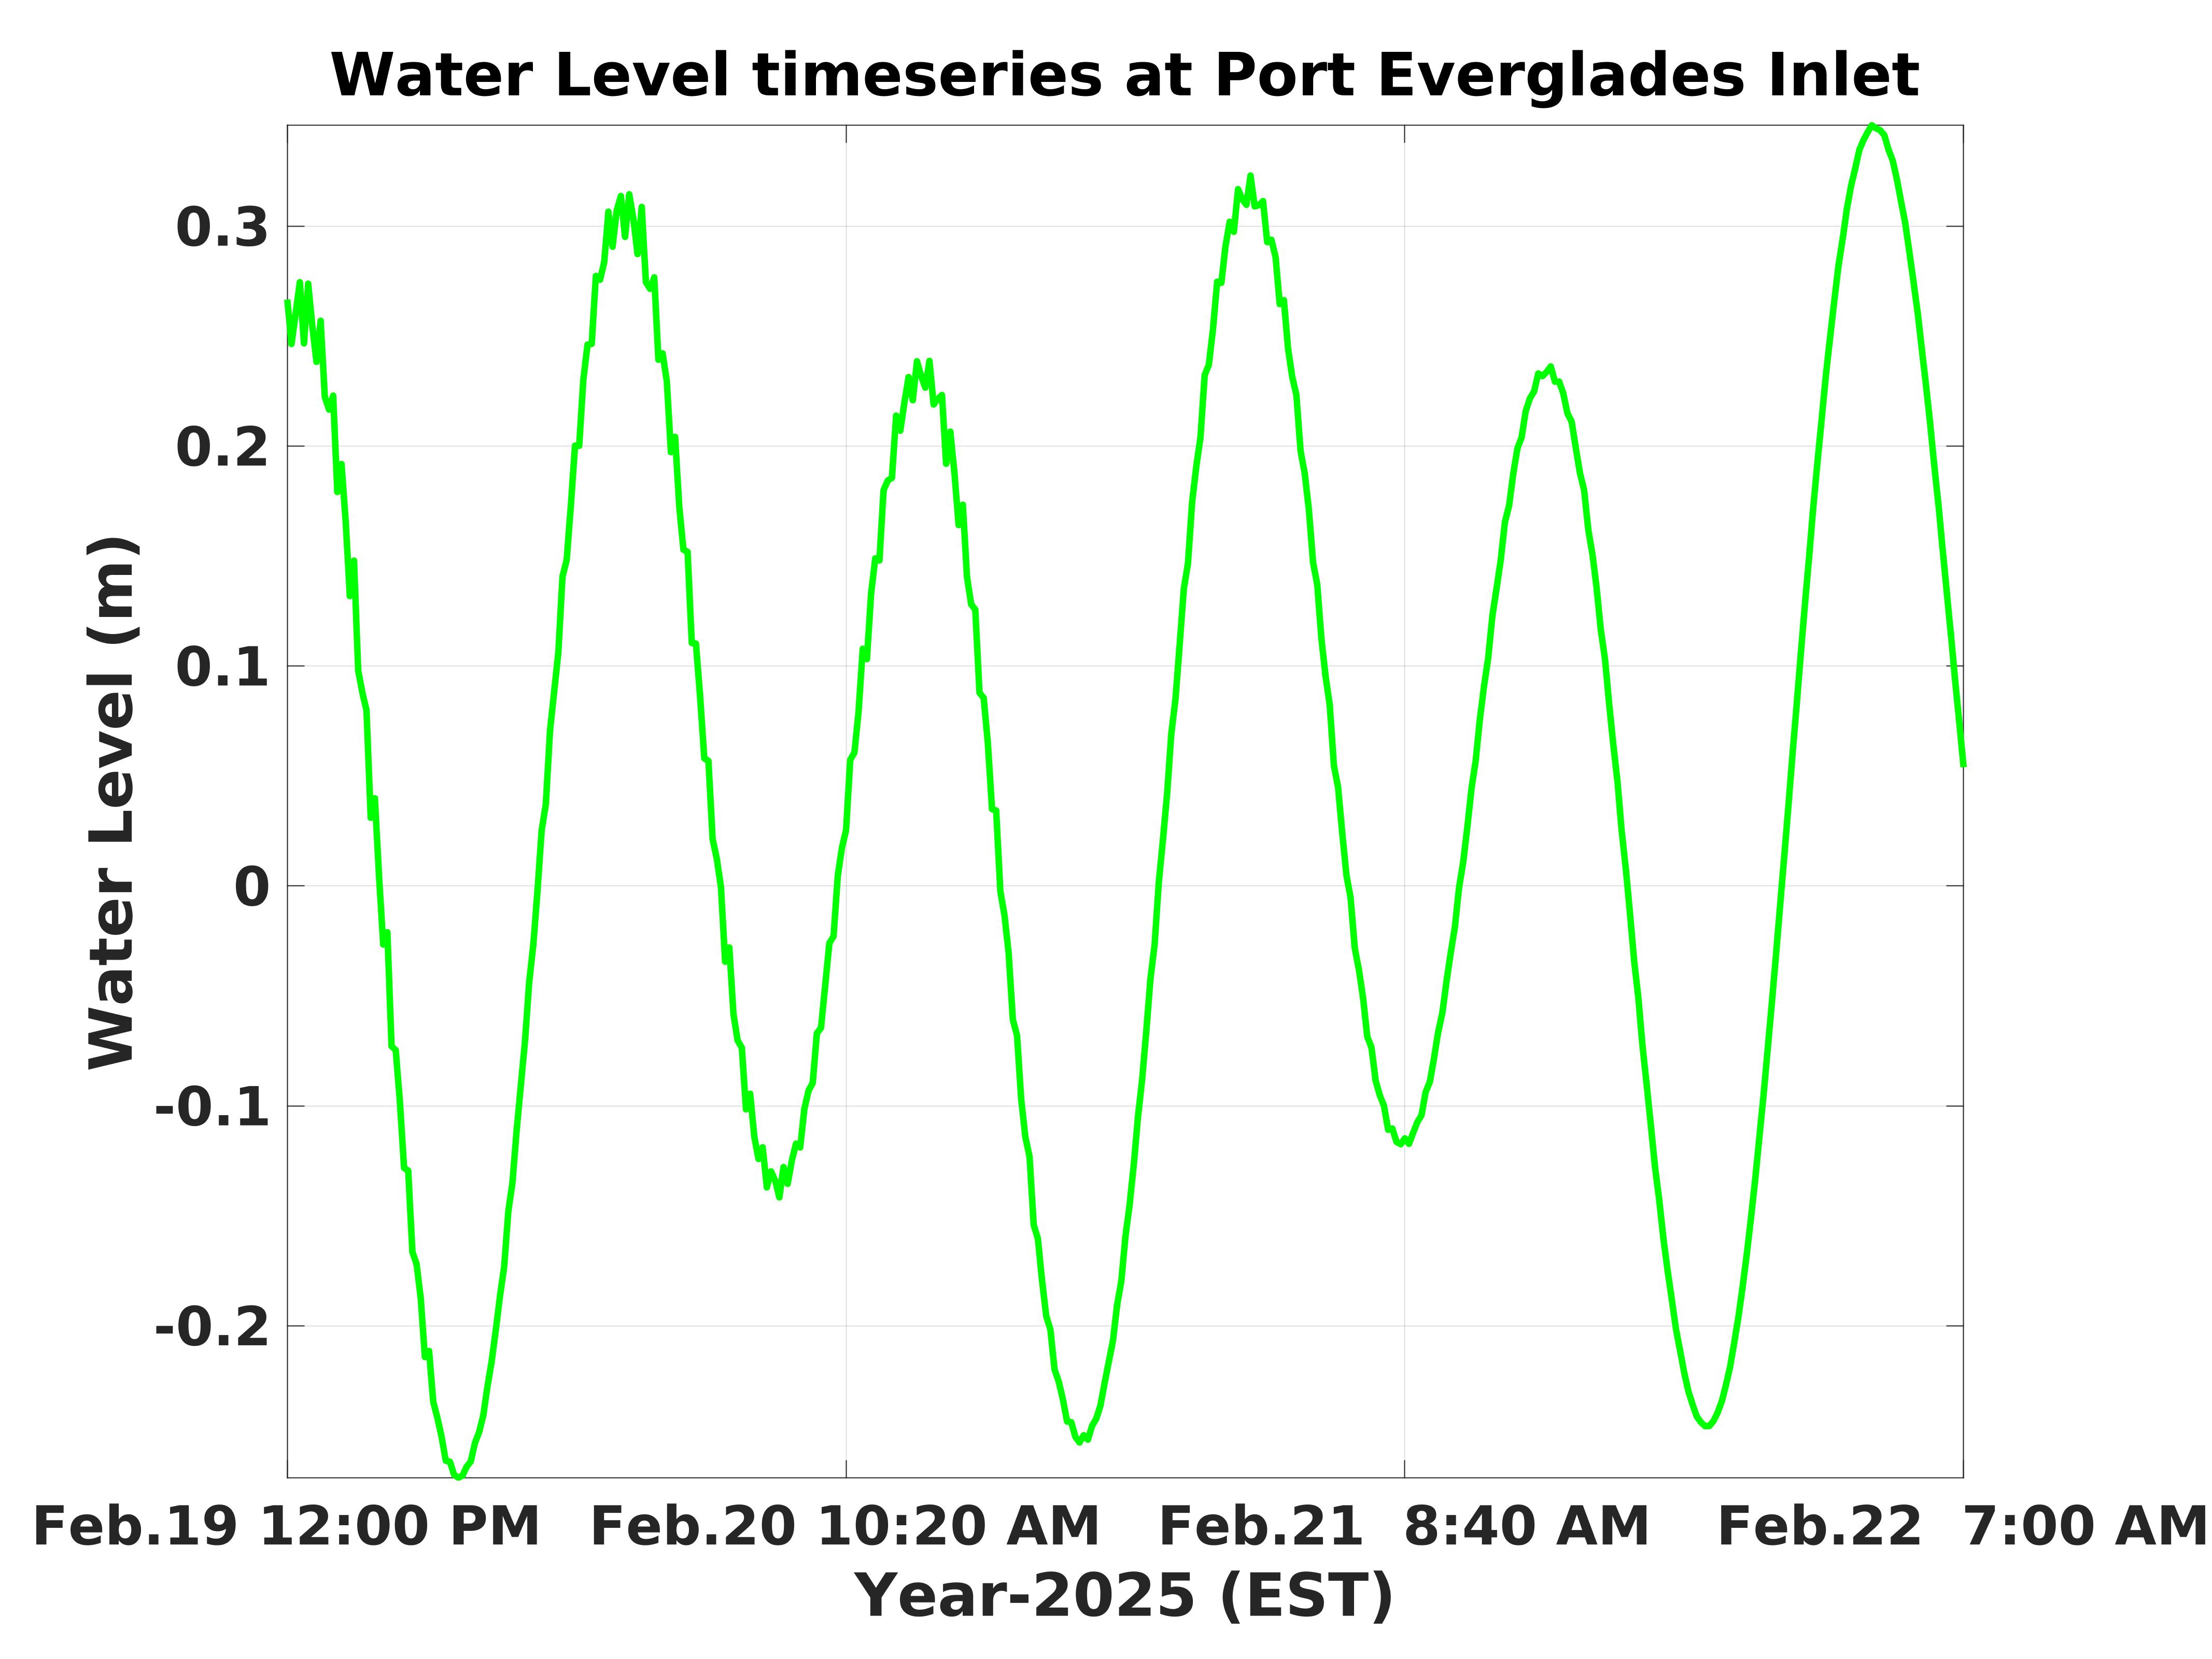 Water Level timeseries at Port Everglades Inlet
0.3
0.2
0.1
0
-0.1
-0.2
Water Level (m)
Feb.19 12:00 PM Feb.20 10:20 AM Feb.21 8:40 AM Feb.22 7:00 AM
Year-2025 (EST)